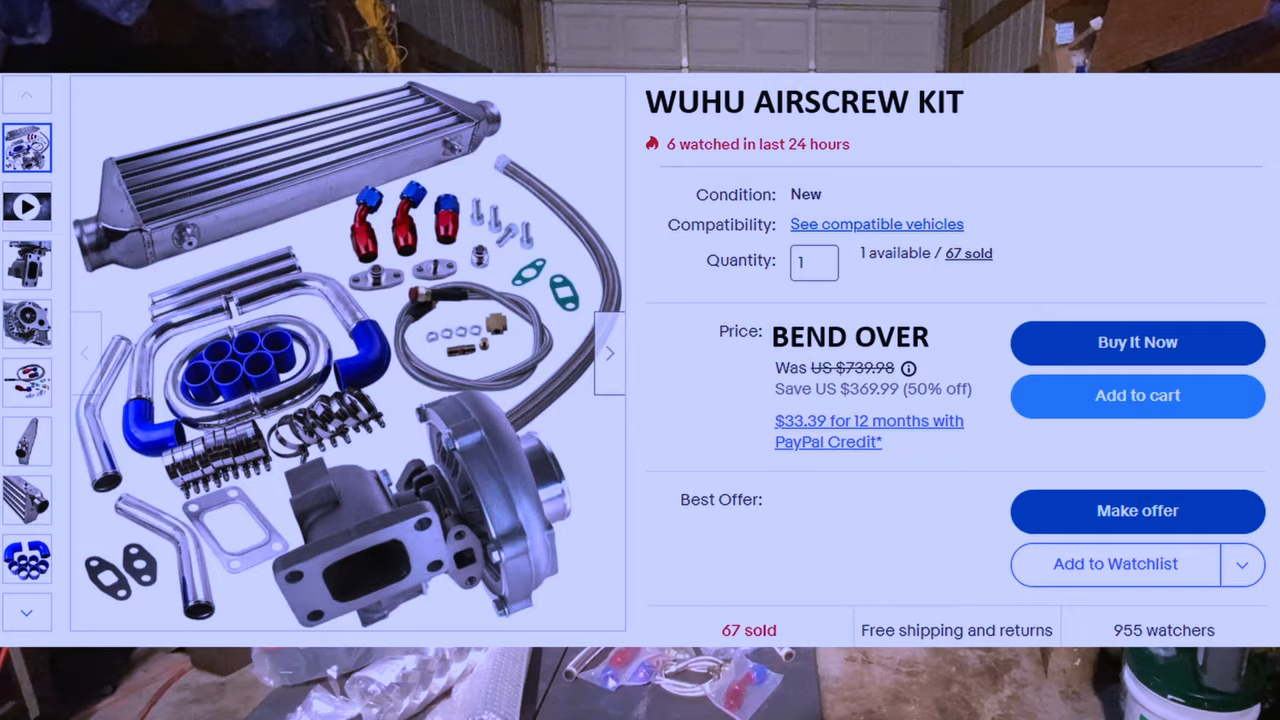 WUHU AIRSCREW KIT
6 watched in last 24 hours
Condition: New
Compatibility: See compatible vehicles
Quantity: 1 1 available / 67 sold
Price: BEND OVER
Was US $739.98
Save US $369.99 (50% off)
$33.39 for 12 months with
PayPal Credit*
Buy It Now
Add to cart
Best Offer:
Make offer
Add to Watchlist
67 sold
Free shipping and returns
955 watchers